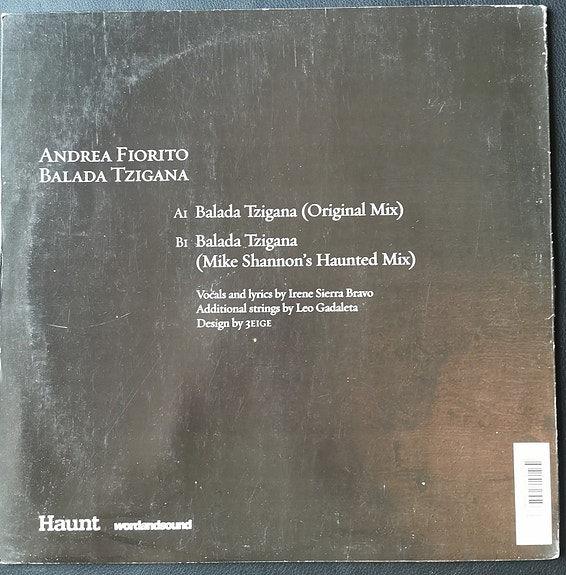 ANDREA FIORITO
BALADA TZIGANA
A1 Balada Tzigana (Original Mix)
B1 Balada Tzigana
(Mike Shannon's Haunted Mix)
Vocals and lyrics by Irene Sierra Bravo
Additional strings by Leo Gadaleta
Design by 3EIGE
Haunt wordandsound